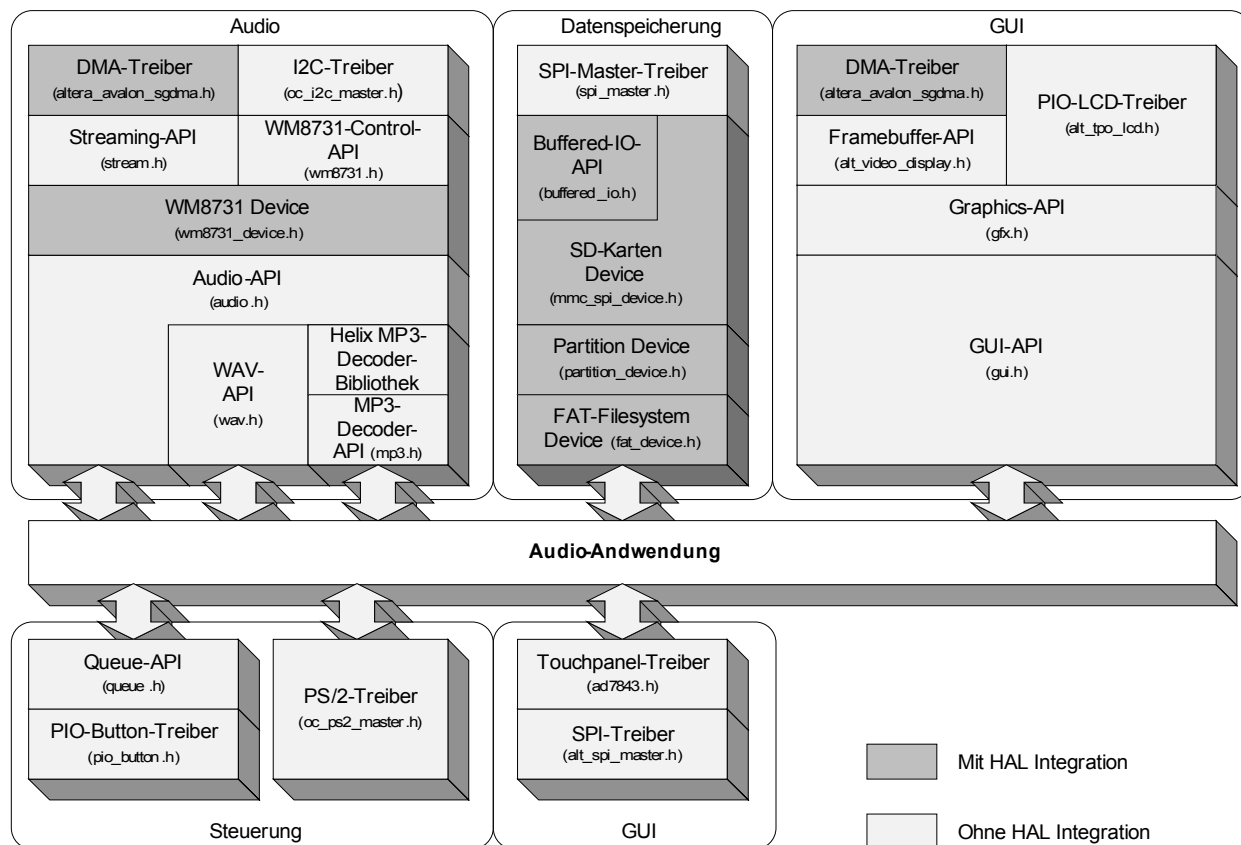 Audio
DMA-Treiber
(altera_avalon_sgdma.h)
I2C-Treiber
(oc_i2c_master.h)
Streaming-API
(stream.h)
WM8731-Control-
API
(wm8731.h)
WM8731 Device
(wm8731_device.h)
Audio-API
(audio.h)
WAV-
API
(wav.h)
Helix MP3-
Decoder-
Bibliothek
MP3-
Decoder-
API (mp3.h)
Datenspeicherung
SPI-Master-Treiber
(spi_master.h)
Buffered-IO-
API
(buffered_io.h)
SD-Karten
Device
(mmc_spi_device.h)
Partition Device
(partition_device.h)
FAT-Filesystem
Device (fat_device.h)
GUI
DMA-Treiber
(altera_avalon_sgdma.h)
PIO-LCD-Treiber
(alt_tpo_lcd.h)
Framebuffer-API
(alt_video_display.h)
Graphics-API
(gfx.h)
GUI-API
(gui.h)
Audio-Andwendung
Queue-API
(queue.h)
PIO-Button-Treiber
(pio_button.h)
PS/2-Treiber
(oc_ps2_master.h)
Steuerung
Touchpanel-Treiber
(ad7843.h)
SPI-Treiber
(alt_spi_master.h)
GUI
Mit HAL Integration
Ohne HAL Integration